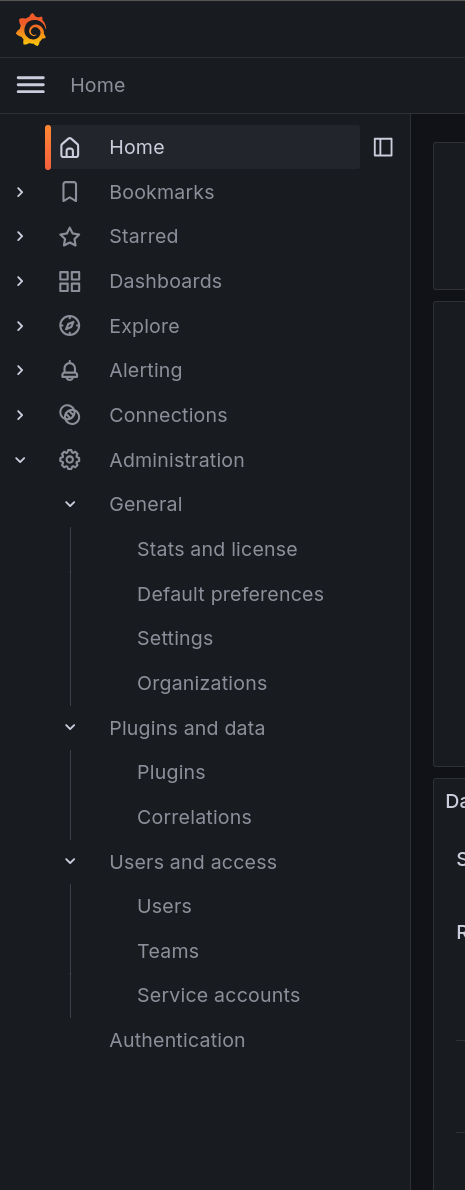 Home
Home
Bookmarks
Starred
Dashboards
Explore
Alerting
Connections
Administration
General
Stats and license
Default preferences
Settings
Organizations
Plugins and data
Plugins
Correlations
Da
S
Users and access
Users
R
Teams
Service accounts
Authentication